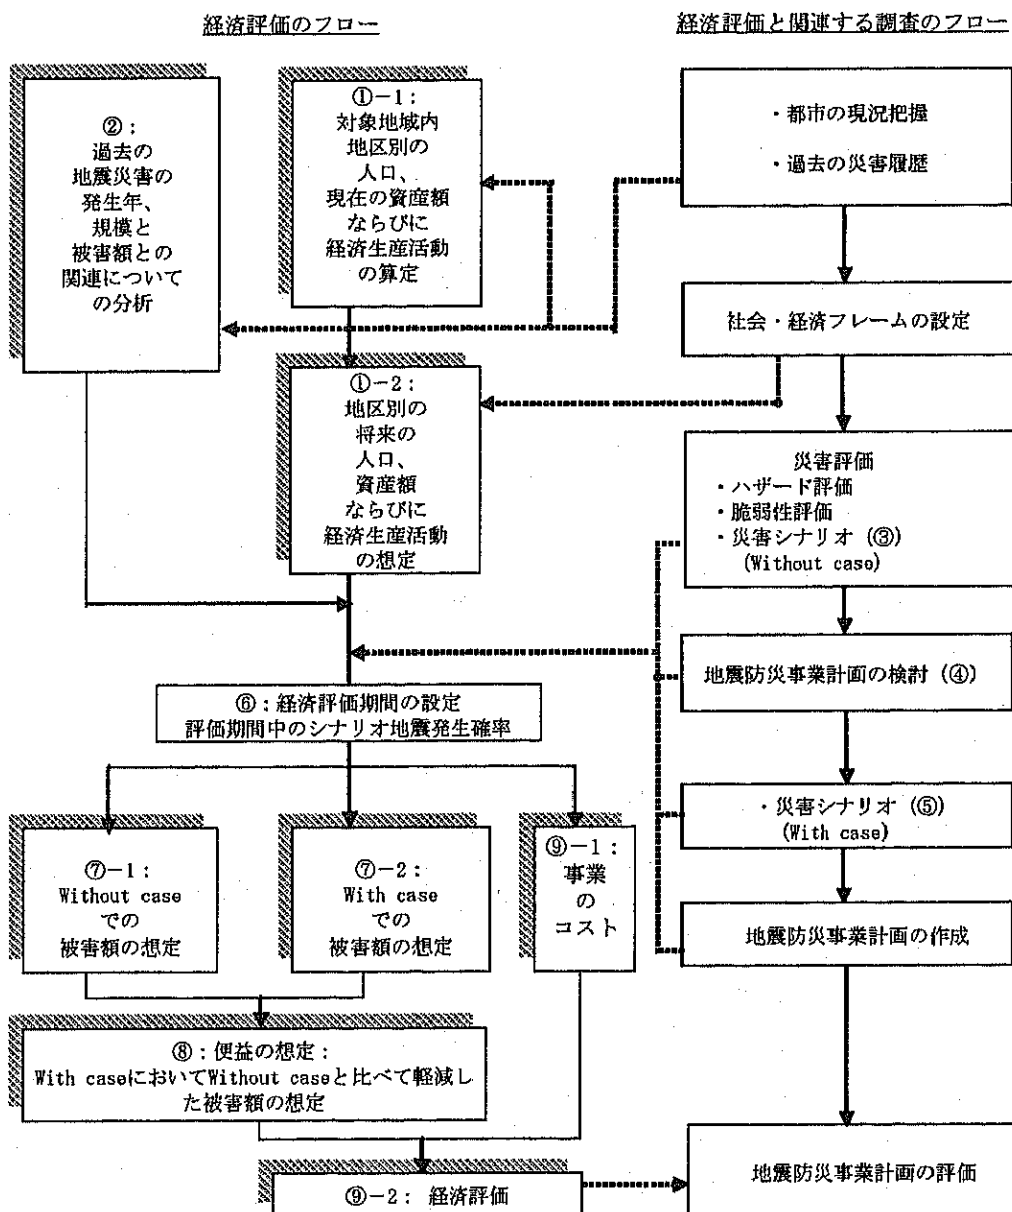 経済評価のフロー
②：
過去の
地震災害の
発生年、
規模と
被害額との
関連について
の分析
①－1：
対象地域内
地区別の
人口、
現在の資産額
ならびに
経済生産活動
の算定
①－2：
地区別の
将来の
人口、
資産額
ならびに
経済生産活動
の想定
⑥：経済評価期間の設定
評価期間中のシナリオ地震発生確率
⑦－1：
Without case
での
被害額の想定
⑦－2：
With case
での
被害額の想定
⑨－1：
事業
の
コスト
⑧：便益の想定：
With caseにおいてWithout caseと比べて軽減し
た被害額の想定
⑨－2： 経済評価
経済評価と関連する調査のフロー
・都市の現況把握
・過去の災害履歴
社会・経済フレームの設定
災害評価
・ハザード評価
・脆弱性評価
・災害シナリオ（③）
(Without case)
地震防災事業計画の検討（④）
・災害シナリオ（⑤）
(With case)
地震防災事業計画の作成
地震防災事業計画の評価